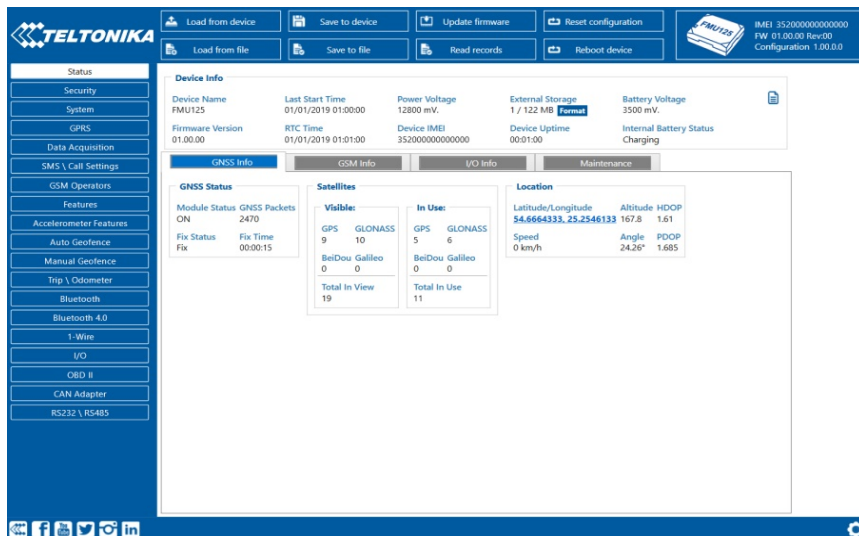 TELTONIKA
Load from device
Save to device
Update firmware
Reset configuration
Load from file
Save to file
Read records
Reboot device
FMU125
IMEI 352000000000000
FW 01.00.00 Rev:00
Configuration 1.00.0.0
Status
Security
System
GPRS
Data Acquisition
SMS \ Call Settings
GSM Operators
Features
Accelerometer Features
Auto Geofence
Manual Geofence
Trip \ Odometer
Bluetooth
Bluetooth 4.0
1-Wire
I/O
OBD II
CAN Adapter
RS232 \ RS485
Device Info
Device Name Last Start Time Power Voltage External Storage Battery Voltage
FMU125 01/01/2019 01:00:00 12800 mV. 1 / 122 MB Format 3500 mV.
Firmware Version RTC Time Device IMEI Device Uptime Internal Battery Status
01.00.00 01/01/2019 01:01:00 352000000000000 00:01:00 Charging
GNSS Info GSM Info I/O Info Maintenance
GNSS Status
Module Status GNSS Packets
ON 2470
Fix Status Fix Time
Fix 00:00:15
Satellites
Visible:
GPS GLONASS
9 10
BeiDou Galileo
0 0
Total In View
19
In Use:
GPS GLONASS
5 6
BeiDou Galileo
0 0
Total In Use
11
Location
Latitude/Longitude Altitude HDOP
54.6664333, 25.2546133 167.8 1.61
Speed Angle PDOP
0 km/h 24.26° 1.685